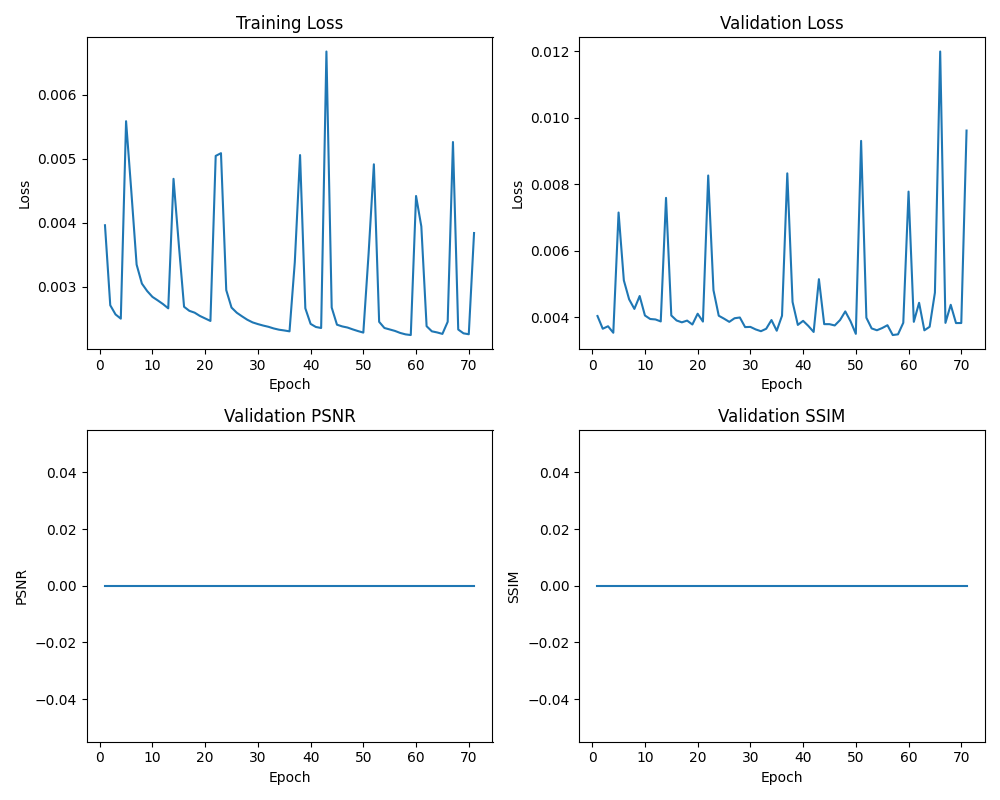 Training Loss
Validation Loss
0.006
0.005
0.004
0.003
Loss
0 10 20 30 40 50 60 70
Epoch
0.012
0.010
0.008
0.006
0.004
Loss
0 10 20 30 40 50 60 70
Epoch
Validation PSNR
Validation SSIM
0.04
0.02
0.00
−0.02
−0.04
PSNR
0 10 20 30 40 50 60 70
Epoch
0.04
0.02
0.00
−0.02
−0.04
SSIM
0 10 20 30 40 50 60 70
Epoch